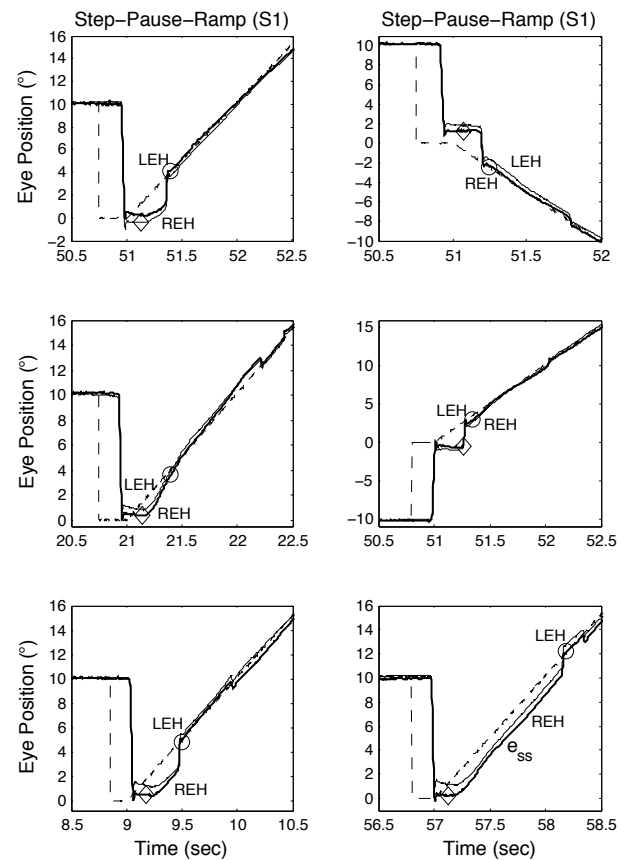 Step−Pause−Ramp (S1)
16
14
12
10
8
6
4
2
0
−2
50.5 51 51.5 52 52.5
Eye Position (°)
LEH
REH
Step−Pause−Ramp (S1)
10
8
6
4
2
0
−2
−4
−6
−8
−10
50.5 51 51.5 52
LEH
REH
16
14
12
10
8
6
4
2
0
20.5 21 21.5 22 22.5
Eye Position (°)
LEH
REH
15
10
5
0
−5
−10
50.5 51 51.5 52 52.5
LEH
REH
16
14
12
10
8
6
4
2
0
8.5 9 9.5 10 10.5
Eye Position (°)
Time (sec)
LEH
REH
16
14
12
10
8
6
4
2
0
56.5 57 57.5 58 58.5
Time (sec)
LEH
REH
e_ss